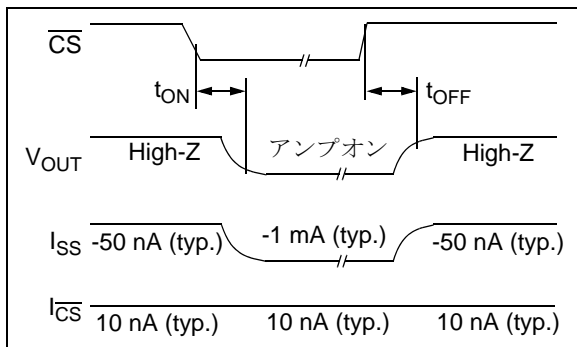 CS
tON
tOFF
VOUT
High-Z
アンプオン
High-Z
ISS
-50 nA (typ.)
-1 mA (typ.)
-50 nA (typ.)
ICS
10 nA (typ.)
10 nA (typ.)
10 nA (typ.)